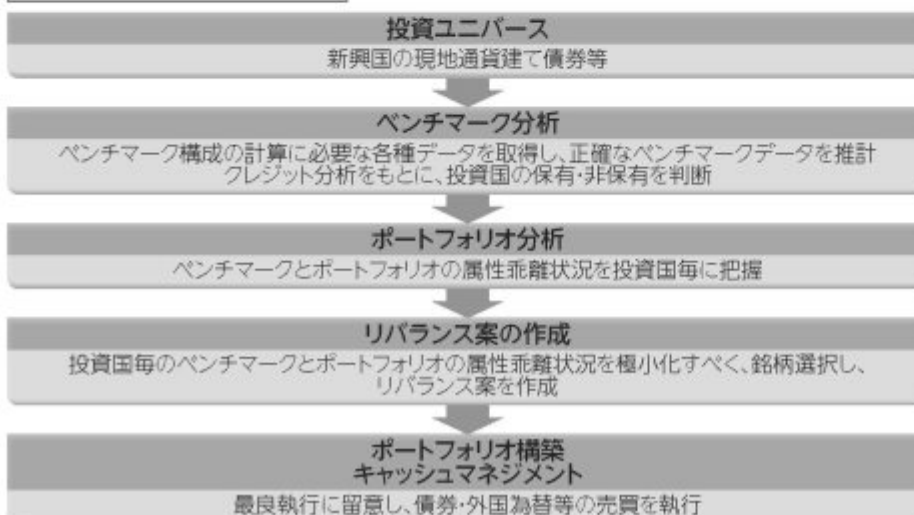 投資ユニバース
新興国の現地通貨建て債券等
ベンチマーク分析
ベンチマーク構成の計算に必要な各種データを取得し、正確なベンチマークデータを推計
クレジット分析をもとに、投資国の保有・非保有を判断
ポートフォリオ分析
ベンチマークとポートフォリオの属性乖離状況を投資国毎に把握
リバランス案の作成
投資国毎のベンチマークとポートフォリオの属性乖離状況を極小化すべく、銘柄選択し、
リバランス案を作成
ポートフォリオ構築
キャッシュマネジメント
最良執行に留意し、債券・外国為替等の売買を執行